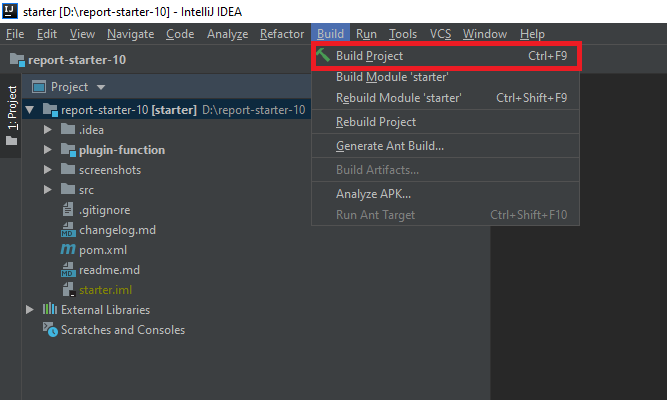 IJ starter [D:\report-starter-10] - IntelliJ IDEA
File Edit View Navigate Code Analyze Refactor Build Run Tools VCS Window Help
report-starter-10
Project
1: Project
report-starter-10 [starter] D:\report-starter-10
.idea
plugin-function
screenshots
src
.gitignore
MD changelog.md
m pom.xml
MD readme.md
starter.iml
External Libraries
Scratches and Consoles
Build Project Ctrl+F9
Build Module 'starter'
Rebuild Module 'starter' Ctrl+Shift+F9
Rebuild Project
Generate Ant Build...
Build Artifacts...
Analyze APK...
Run Ant Target Ctrl+Shift+F10